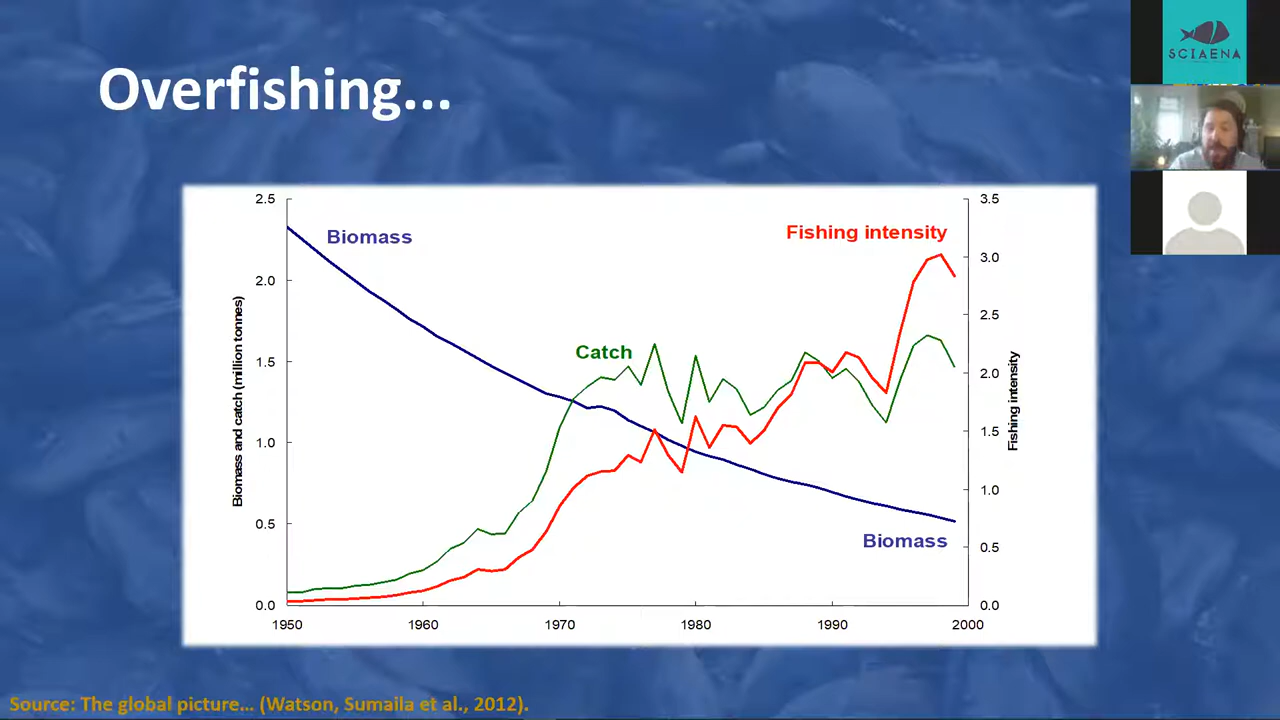 Overfishing...
SCIAENA
2.5
2.0
1.5
1.0
0.5
0.0
Biomass and catch (million tonnes)
Biomass
Catch
Fishing intensity
Biomass
3.5
3.0
2.5
2.0
1.5
1.0
0.5
0.0
Fishing intensity
1950 1960 1970 1980 1990 2000
Source: The global picture... (Watson, Sumaila et al., 2012).